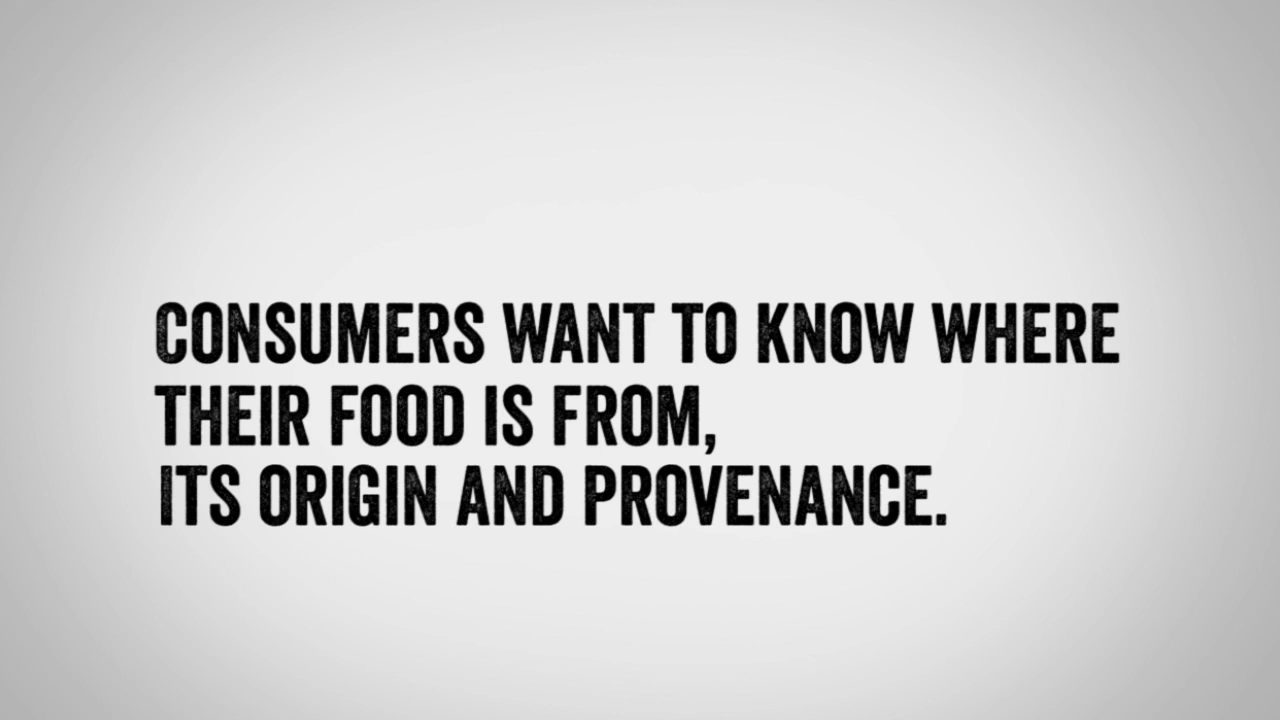 CONSUMERS WANT TO KNOW WHERE
THEIR FOOD IS FROM,
ITS ORIGIN AND PROVENANCE.